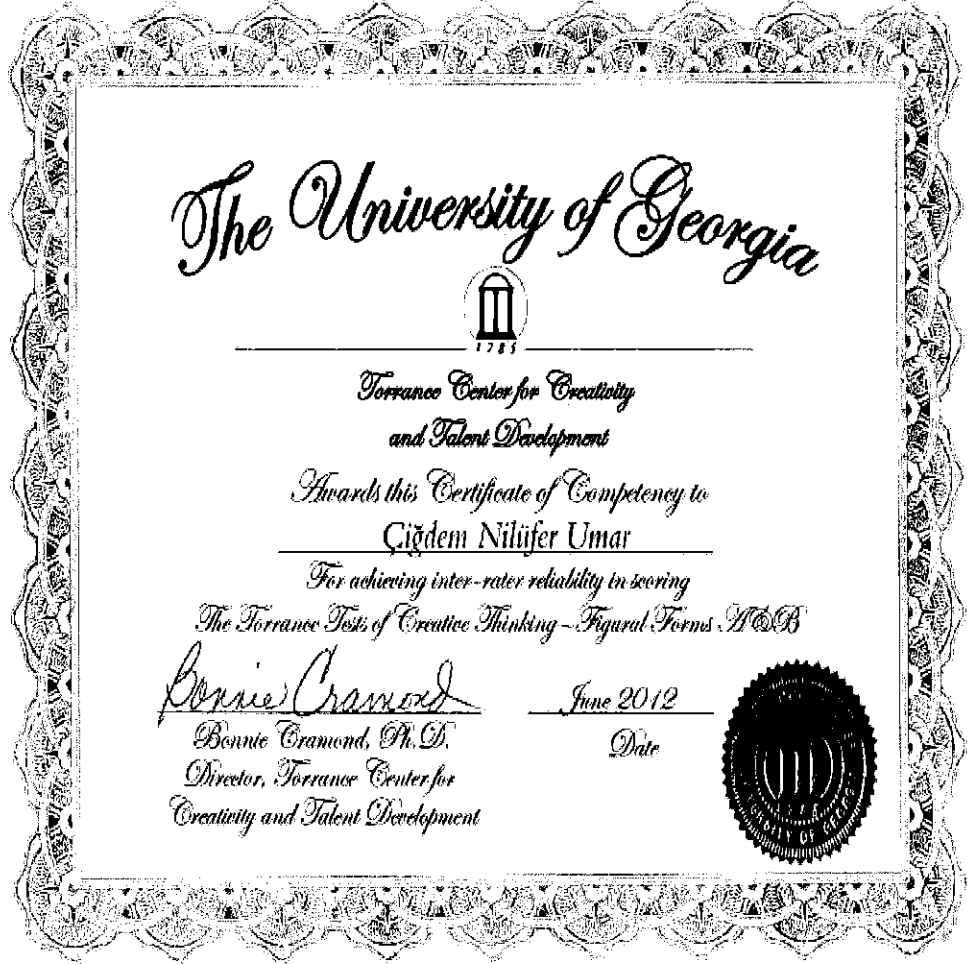 The University of Georgia
1785
Torrance Center for Creativity
and Talent Development
Awards this Certificate of Competency to
Çiğdem Nilüfer Umar
For achieving inter-rater reliability in scoring
The Torrance Tests of Creative Thinking – Figural Forms A&B
Bonnie Cramond
June 2012
Bonnie Cramond, Ph.D.
Date
Director, Torrance Center for
Creativity and Talent Development